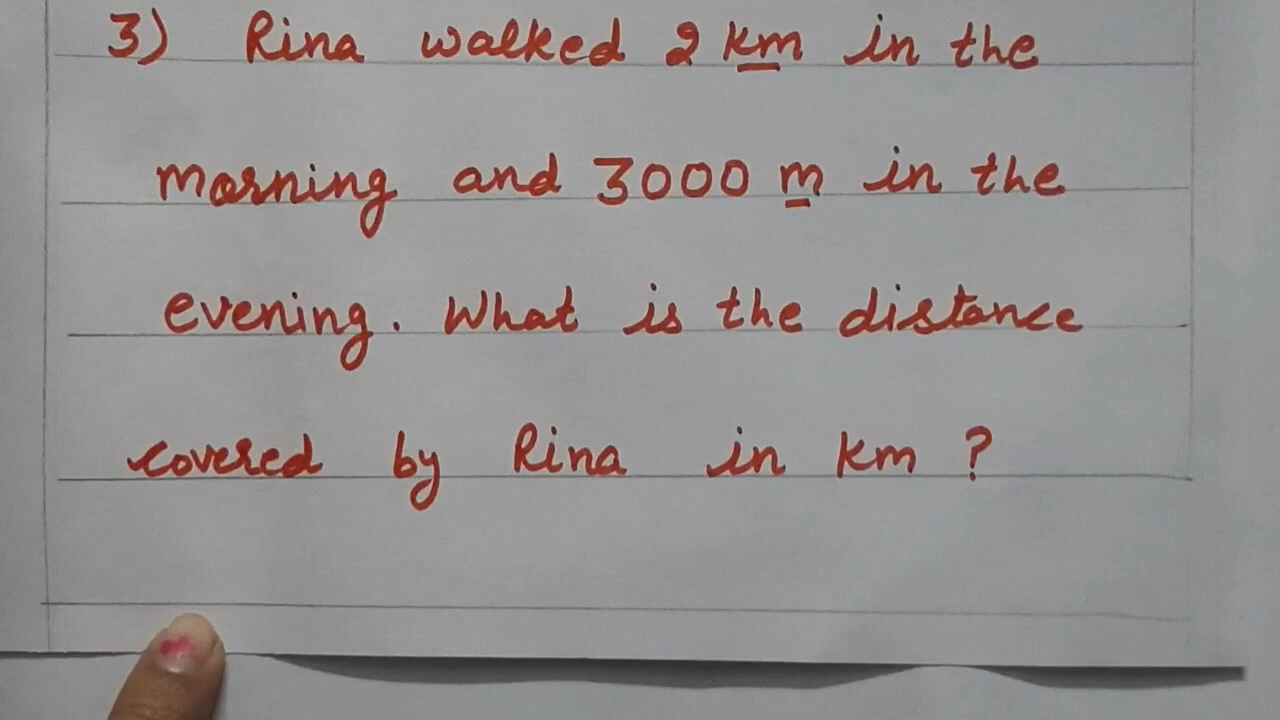 3) Rina walked 2 km in the
morning and 3000 m in the
evening. What is the distance
covered by Rina in km ?